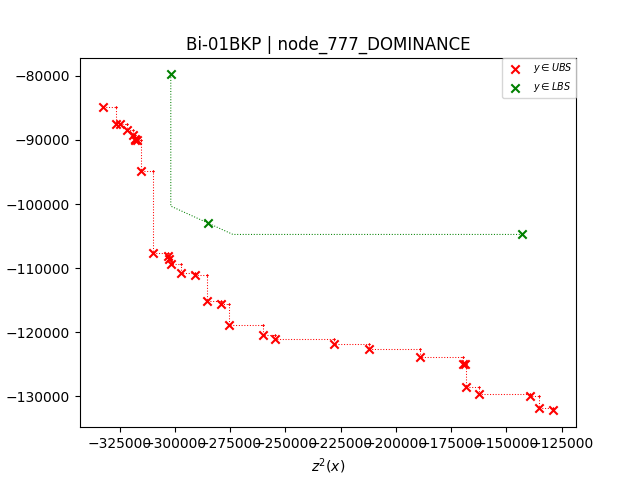 Bi-01BKP | node_777_DOMINANCE
y ∈ UBS
y ∈ LBS
−80000
−90000
−100000
−110000
−120000
−130000
−325000−300000−275000−250000−225000−200000−175000−150000−125000
z²(x)